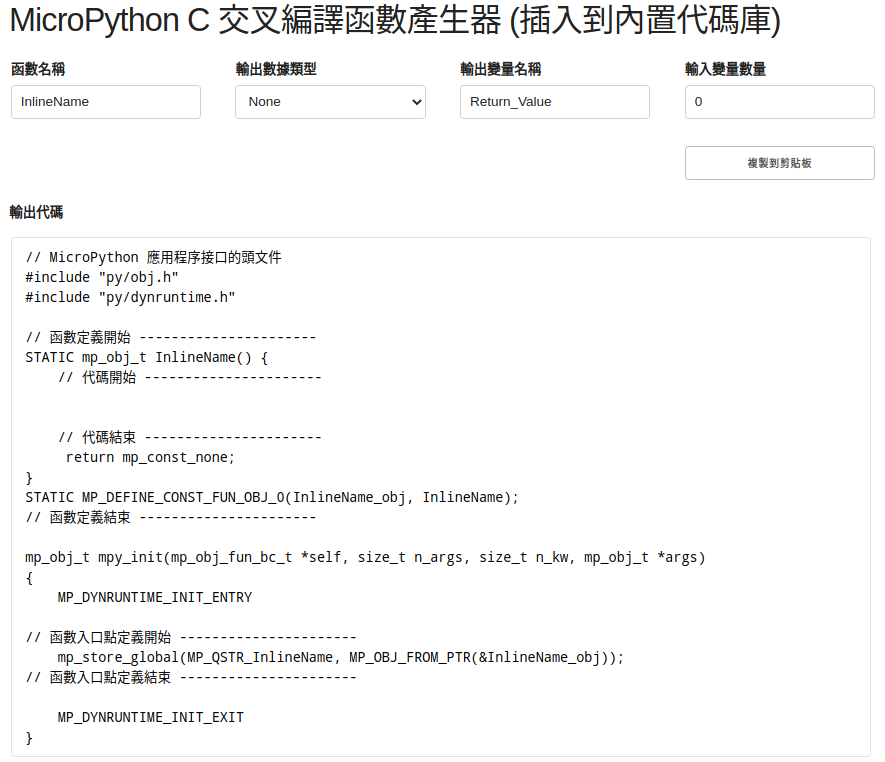 MicroPython C 交叉編譯函數產生器 (插入到內置代碼庫)
函數名稱 輸出數據類型 輸出變量名稱 輸入變量數量
InlineName None Return_Value 0
複製到剪貼板
輸出代碼
// MicroPython 應用程序接口的頭文件
#include "py/obj.h"
#include "py/dynruntime.h"
// 函數定義開始 ----------------------
STATIC mp_obj_t InlineName() {
// 代碼開始 ----------------------
// 代碼結束 ----------------------
return mp_const_none;
}
STATIC MP_DEFINE_CONST_FUN_OBJ_0(InlineName_obj, InlineName);
// 函數定義結束 ----------------------
mp_obj_t mpy_init(mp_obj_fun_bc_t *self, size_t n_args, size_t n_kw, mp_obj_t *args)
{
MP_DYNRUNTIME_INIT_ENTRY
// 函數入口點定義開始 ----------------------
mp_store_global(MP_QSTR_InlineName, MP_OBJ_FROM_PTR(&InlineName_obj));
// 函數入口點定義結束 ----------------------
MP_DYNRUNTIME_INIT_EXIT
}